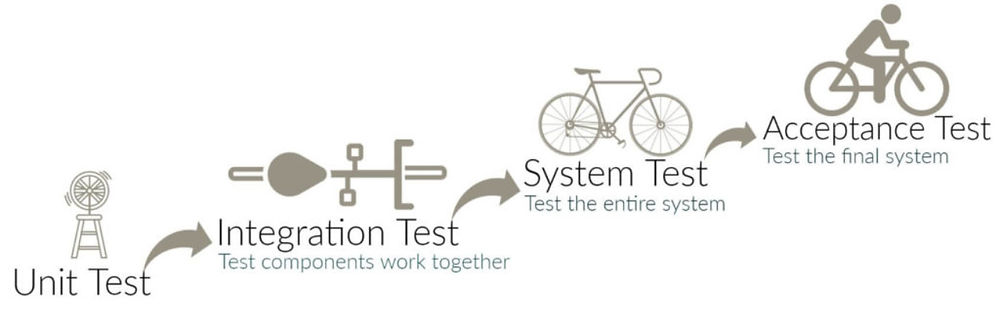 Unit Test
Integration Test
Test components work together
System Test
Test the entire system
Acceptance Test
Test the final system